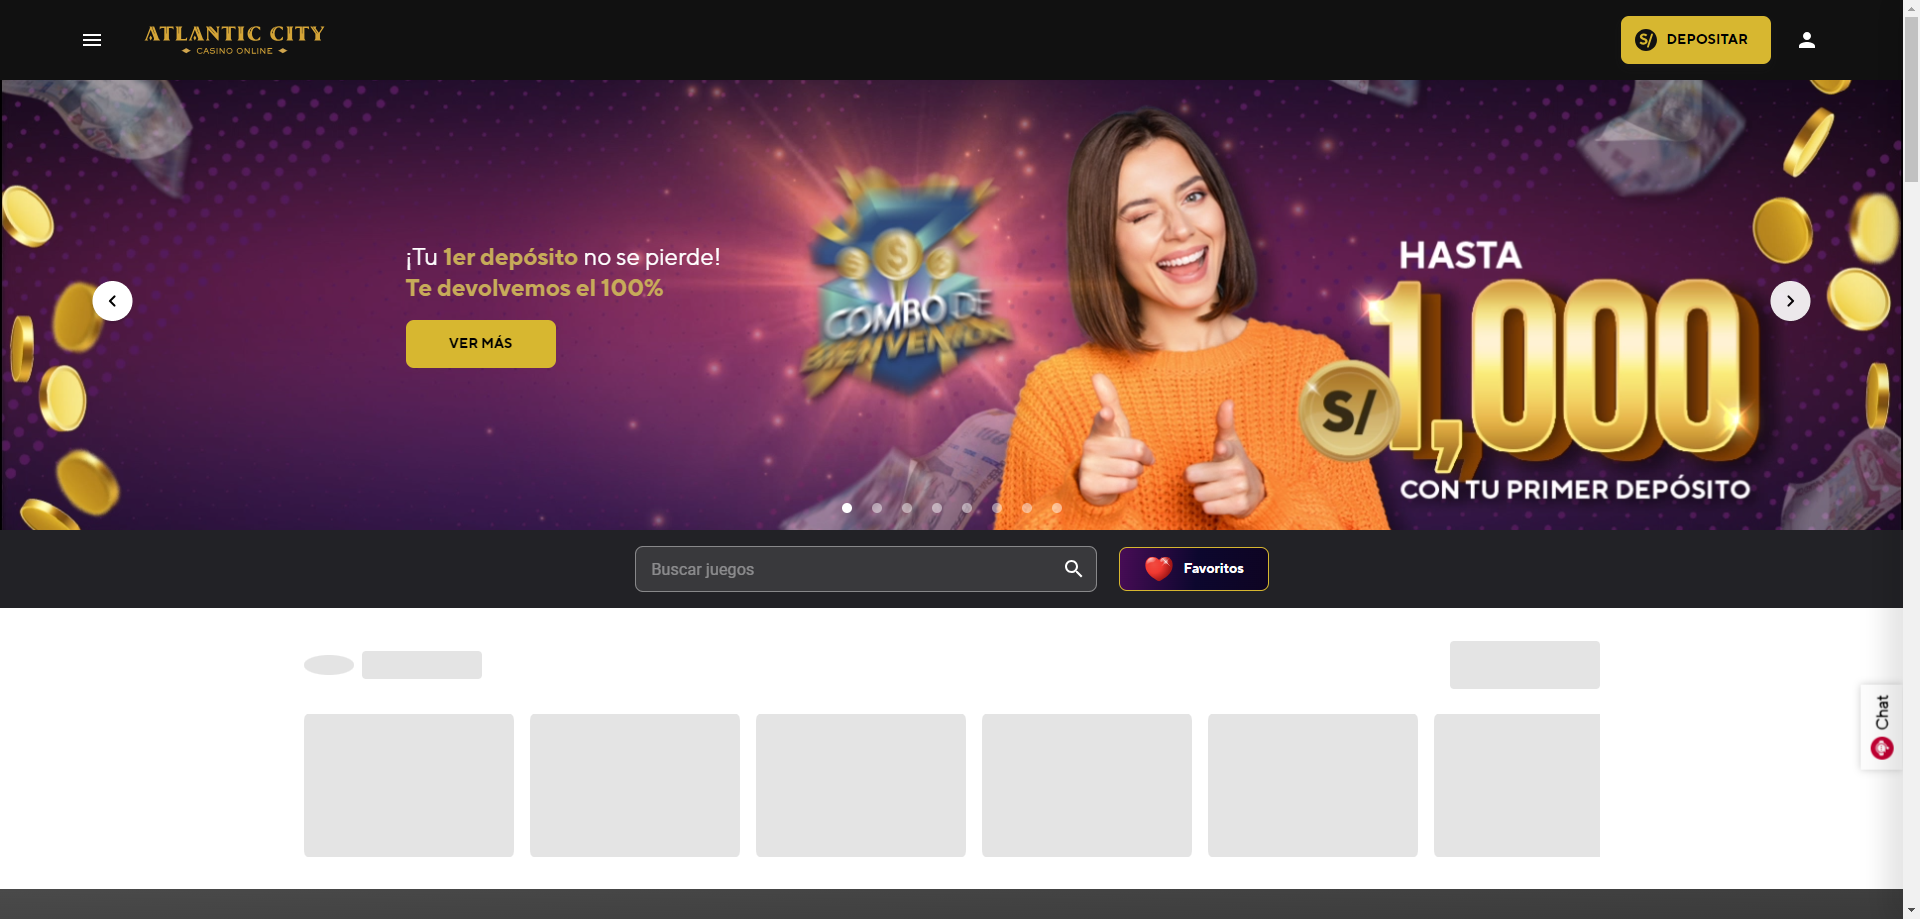 ATLANTIC CITY
CASINO ONLINE
S/ DEPOSITAR
¡Tu 1er depósito no se pierde!
Te devolvemos el 100%
VER MÁS
COMBO DE
BIENVENIDA
HASTA
S/ 1,000
CON TU PRIMER DEPÓSITO
Buscar juegos
Favoritos
Chat